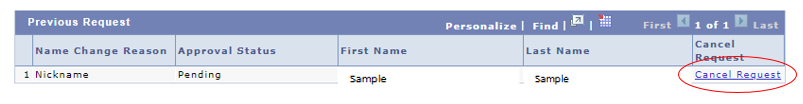 Previous Request
Personalize | Find | | First 1 of 1 Last
Name Change Reason Approval Status First Name Last Name Cancel Request
1 Nickname Pending Sample Sample Cancel Request